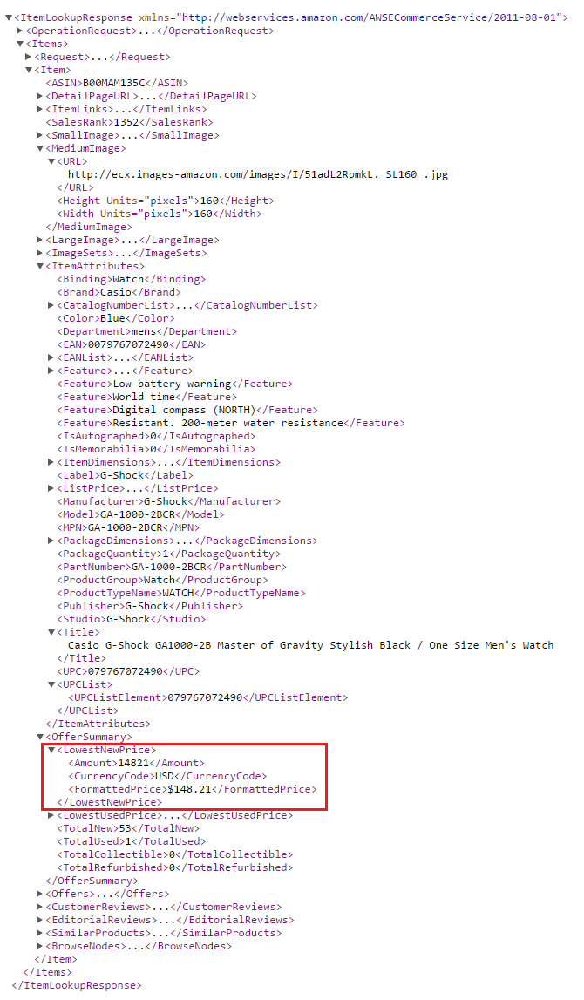 ▼<ItemLookupResponse xmlns="http://webservices.amazon.com/AWSECommerceService/2011-08-01">
▶<OperationRequest>...</OperationRequest>
▼<Items>
▶<Request>...</Request>
▼<Item>
<ASIN>B00MAM135C</ASIN>
▶<DetailPageURL>...</DetailPageURL>
▶<ItemLinks>...</ItemLinks>
<SalesRank>1352</SalesRank>
▶<SmallImage>...</SmallImage>
▼<MediumImage>
▼<URL>
http://ecx.images-amazon.com/images/I/51adL2RpmkL._SL160_.jpg
</URL>
<Height Units="pixels">160</Height>
<Width Units="pixels">160</Width>
</MediumImage>
▶<LargeImage>...</LargeImage>
▶<ImageSets>...</ImageSets>
▼<ItemAttributes>
<Binding>Watch</Binding>
<Brand>Casio</Brand>
▶<CatalogNumberList>...</CatalogNumberList>
<Color>Blue</Color>
<Department>mens</Department>
<EAN>0079767072490</EAN>
▶<EANList>...</EANList>
▶<Feature>...</Feature>
<Feature>Low battery warning</Feature>
<Feature>World time</Feature>
<Feature>Digital compass (NORTH)</Feature>
<Feature>Resistant. 200-meter water resistance</Feature>
<IsAutographed>0</IsAutographed>
<IsMemorabilia>0</IsMemorabilia>
▶<ItemDimensions>...</ItemDimensions>
<Label>G-Shock</Label>
▶<ListPrice>...</ListPrice>
<Manufacturer>G-Shock</Manufacturer>
<Model>GA-1000-2BCR</Model>
<MPN>GA-1000-2BCR</MPN>
▶<PackageDimensions>...</PackageDimensions>
<PackageQuantity>1</PackageQuantity>
<PartNumber>GA-1000-2BCR</PartNumber>
<ProductGroup>Watch</ProductGroup>
<ProductTypeName>WATCH</ProductTypeName>
<Publisher>G-Shock</Publisher>
<Studio>G-Shock</Studio>
▼<Title>
Casio G-Shock GA1000-2B Master of Gravity Stylish Black / One Size Men's Watch
</Title>
<UPC>079767072490</UPC>
▼<UPCList>
<UPCListElement>079767072490</UPCListElement>
</UPCList>
</ItemAttributes>
▼<OfferSummary>
▼<LowestNewPrice>
<Amount>14821</Amount>
<CurrencyCode>USD</CurrencyCode>
<FormattedPrice>$148.21</FormattedPrice>
</LowestNewPrice>
▶<LowestUsedPrice>...</LowestUsedPrice>
<TotalNew>53</TotalNew>
<TotalUsed>1</TotalUsed>
<TotalCollectible>0</TotalCollectible>
<TotalRefurbished>0</TotalRefurbished>
</OfferSummary>
▶<Offers>...</Offers>
▶<CustomerReviews>...</CustomerReviews>
▶<EditorialReviews>...</EditorialReviews>
▶<SimilarProducts>...</SimilarProducts>
▶<BrowseNodes>...</BrowseNodes>
</Item>
</Items>
</ItemLookupResponse>